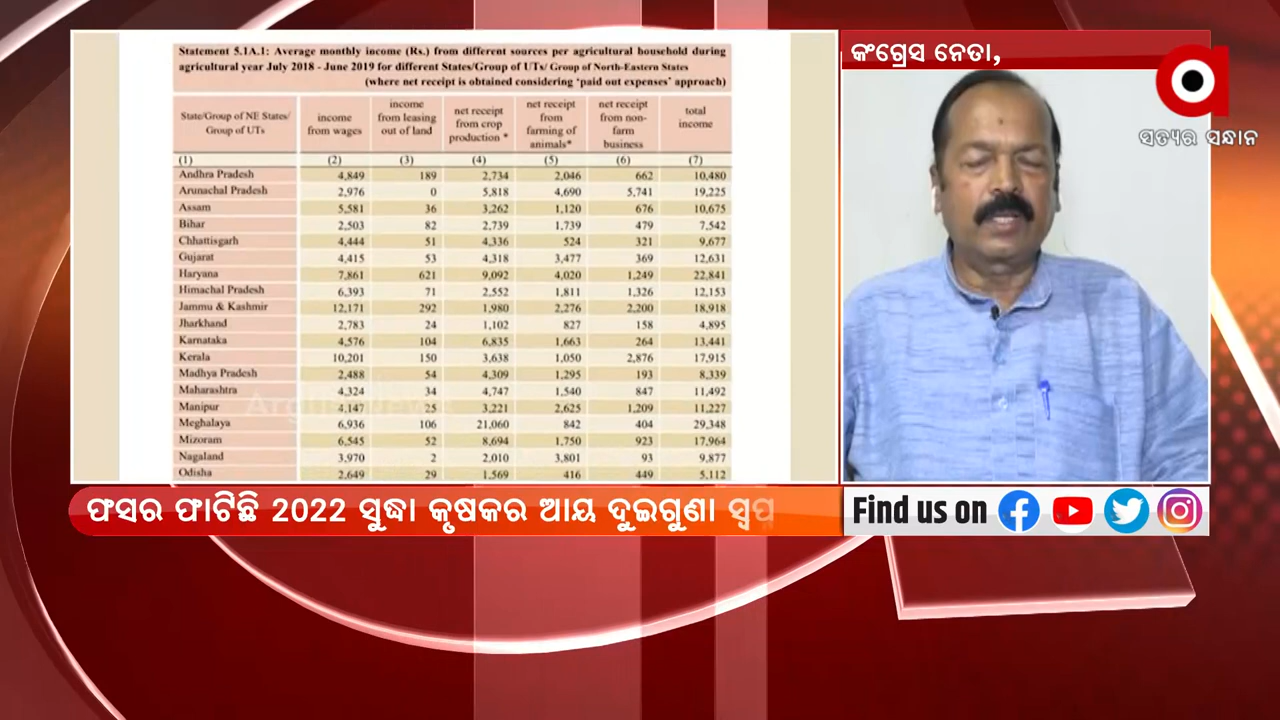 Statement 5.1A.1: Average monthly income (Rs.) from different sources per agricultural household during
agricultural year July 2018 - June 2019 for different States/Group of UTs/ Group of North-Eastern States
(where net receipt is obtained considering ‘paid out expenses’ approach)
State/Group of NE States/ Group of UTs income from wages income from leasing out of land net receipt from crop production * net receipt from farming of animals* net receipt from non-farm business total income
(1) (2) (3) (4) (5) (6) (7)
Andhra Pradesh 4,849 189 2,734 2,046 662 10,480
Arunachal Pradesh 2,976 0 5,818 4,690 5,741 19,225
Assam 5,581 36 3,262 1,120 676 10,675
Bihar 2,503 82 2,739 1,739 479 7,542
Chhattisgarh 4,444 51 4,336 524 321 9,677
Gujarat 4,415 53 4,318 3,477 369 12,631
Haryana 7,861 621 9,092 4,020 1,249 22,841
Himachal Pradesh 6,393 71 2,552 1,811 1,326 12,153
Jammu & Kashmir 12,171 292 1,980 2,276 2,200 18,918
Jharkhand 2,783 24 1,102 827 158 4,895
Karnataka 4,576 104 6,835 1,663 264 13,441
Kerala 10,201 150 3,638 1,050 2,876 17,915
Madhya Pradesh 2,488 54 4,309 1,295 193 8,339
Maharashtra 4,324 34 4,747 1,540 847 11,492
Manipur 4,147 25 3,221 2,625 1,209 11,227
Meghalaya 6,936 106 21,060 842 404 29,348
Mizoram 6,545 52 8,694 1,750 923 17,964
Nagaland 3,970 2 2,010 3,801 93 9,877
Odisha 2,649 29 1,569 416 449 5,112
କଂଗ୍ରେସ ନେତା,
ସତ୍ୟର ସନ୍ଧାନ
ଫସର ଫାଟିଛି 2022 ସୁଦ୍ଧା କୃଷକର ଆୟ ଦୁଇଗୁଣା ସ୍ୱପ୍ନ
Find us on